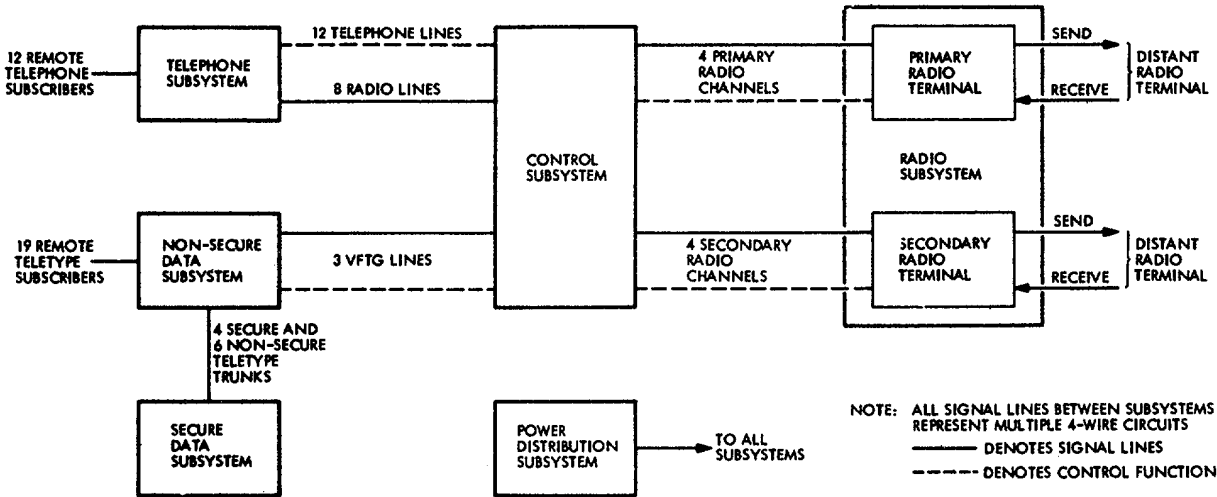 12 REMOTE
TELEPHONE
SUBSCRIBERS
TELEPHONE
SUBSYSTEM
12 TELEPHONE LINES
8 RADIO LINES
CONTROL
SUBSYSTEM
4 PRIMARY
RADIO
CHANNELS
PRIMARY
RADIO
TERMINAL
SEND
RECEIVE
DISTANT
RADIO
TERMINAL
RADIO
SUBSYSTEM
19 REMOTE
TELETYPE
SUBSCRIBERS
NON-SECURE
DATA
SUBSYSTEM
3 VFTG LINES
4 SECONDARY
RADIO
CHANNELS
SECONDARY
RADIO
TERMINAL
SEND
RECEIVE
DISTANT
RADIO
TERMINAL
4 SECURE AND
6 NON-SECURE
TELETYPE
TRUNKS
SECURE
DATA
SUBSYSTEM
POWER
DISTRIBUTION
SUBSYSTEM
TO ALL
SUBSYSTEMS
NOTE: ALL SIGNAL LINES BETWEEN SUBSYSTEMS
REPRESENT MULTIPLE 4-WIRE CIRCUITS
DENOTES SIGNAL LINES
DENOTES CONTROL FUNCTION